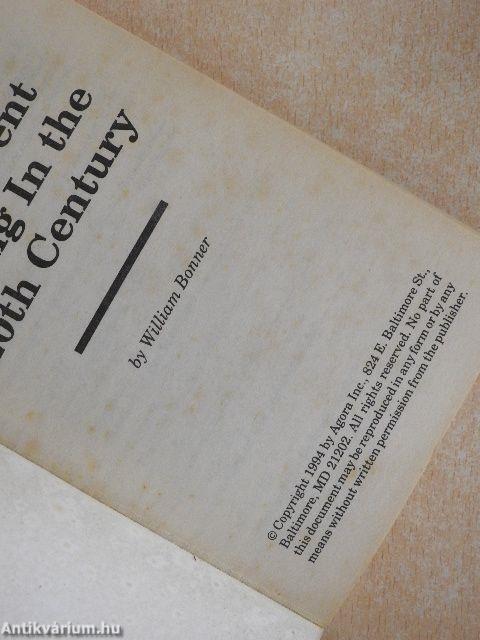 ent
g In the
0th Century
by William Bonner
© Copyright 1994 by Agora Inc., 824 E. Baltimore St.,
Baltimore, MD 21202. All rights reserved. No part of
this document may be reproduced in any form or by any
means without written permission from the publisher.
Antikvárium.hu